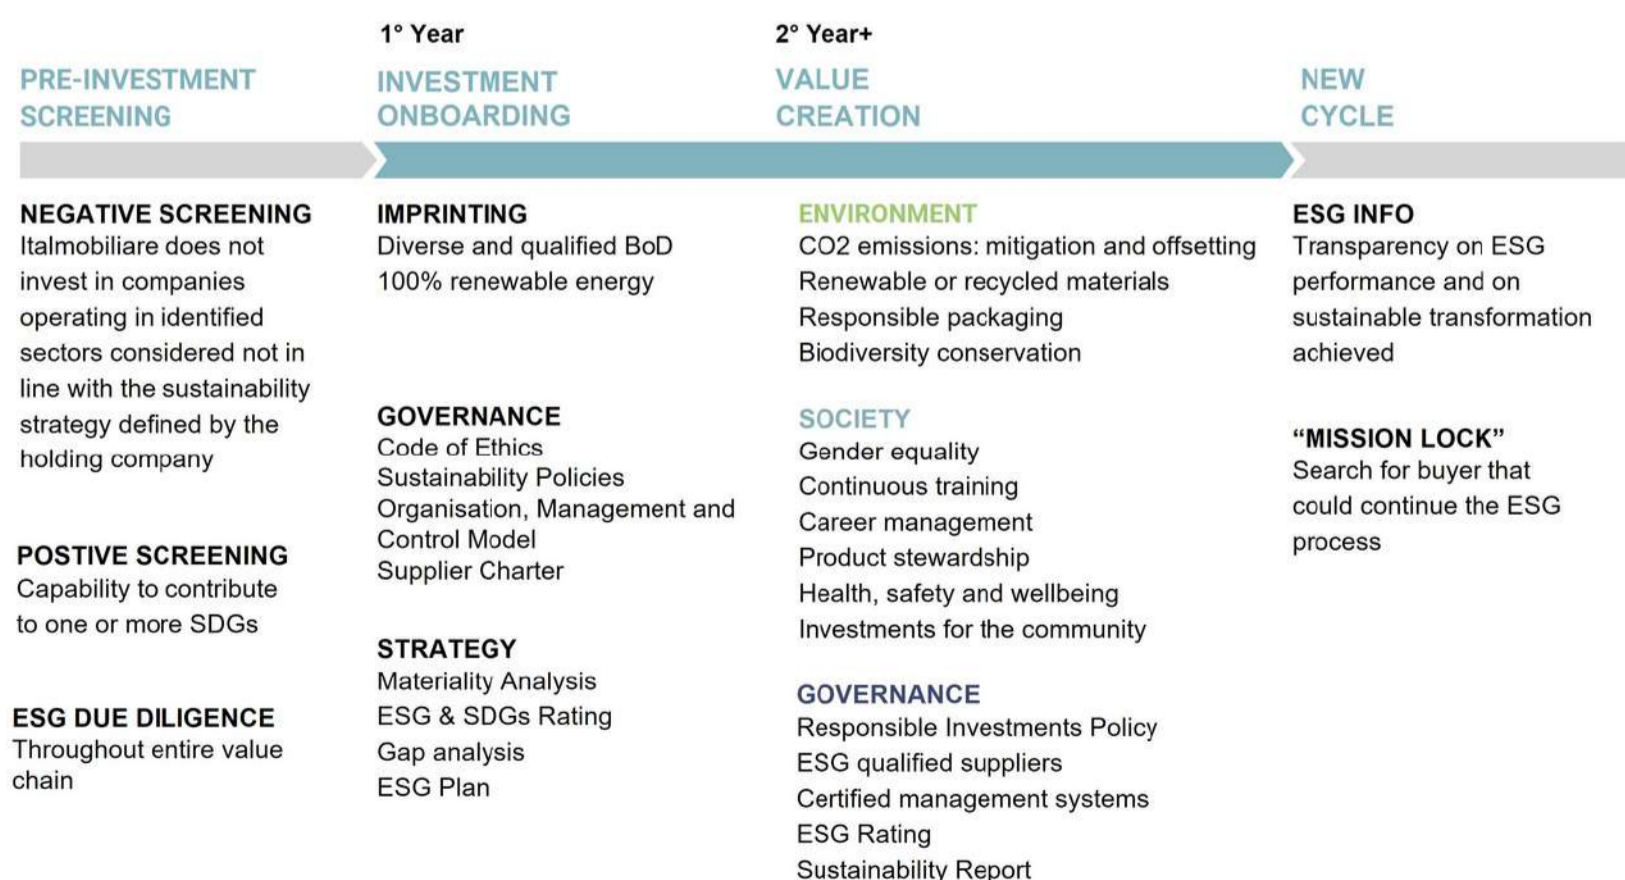 1° Year
2° Year+
PRE-INVESTMENT
SCREENING
INVESTMENT
ONBOARDING
VALUE
CREATION
NEW
CYCLE
NEGATIVE SCREENING
Italmobiliare does not
invest in companies
operating in identified
sectors considered not in
line with the sustainability
strategy defined by the
holding company
POSTIVE SCREENING
Capability to contribute
to one or more SDGs
ESG DUE DILIGENCE
Throughout entire value
chain
IMPRINTING
Diverse and qualified BoD
100% renewable energy
GOVERNANCE
Code of Ethics
Sustainability Policies
Organisation, Management and
Control Model
Supplier Charter
STRATEGY
Materiality Analysis
ESG & SDGs Rating
Gap analysis
ESG Plan
ENVIRONMENT
CO2 emissions: mitigation and offsetting
Renewable or recycled materials
Responsible packaging
Biodiversity conservation
SOCIETY
Gender equality
Continuous training
Career management
Product stewardship
Health, safety and wellbeing
Investments for the community
GOVERNANCE
Responsible Investments Policy
ESG qualified suppliers
Certified management systems
ESG Rating
Sustainability Report
ESG INFO
Transparency on ESG
performance and on
sustainable transformation
achieved
“MISSION LOCK”
Search for buyer that
could continue the ESG
process